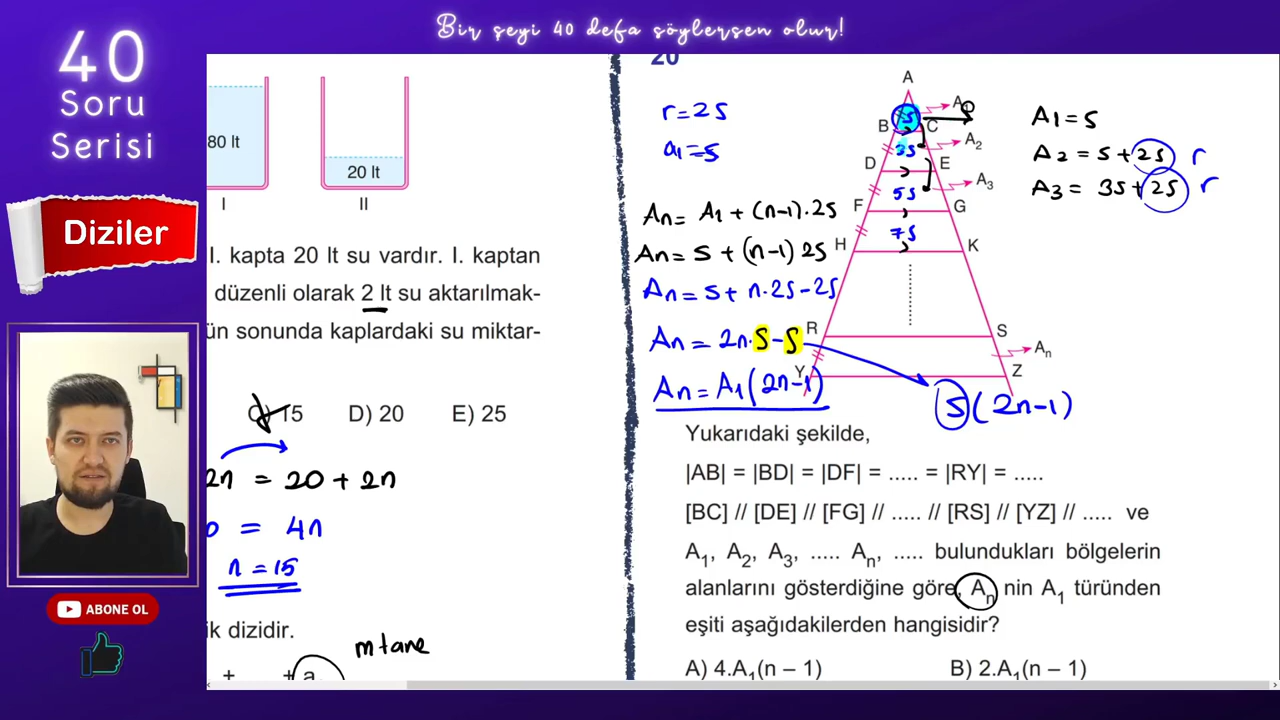 Bir şeyi 40 defa söylersen olur!
40
Soru
Serisi
Diziler
ABONE OL
80 lt
20 lt
I
II
I. kapta 20 lt su vardır. I. kaptan
düzenli olarak 2 lt su aktarılmak-
ün sonunda kaplardaki su miktar-
C) 15 D) 20 E) 25
2n = 20 + 2n
0 = 4n
n = 15
ik dizidir.
m tane
+ + a
20
r = 2S
a1 = S
An = A1 + (n-1).2S
An = S + (n-1) 2S
An = S + n.2S - 2S
An = 2n.S - S
An = A1 (2n-1)
A
B C
D E
F G
H K
R S
Y Z
S
3S
5S
7S
A2
A3
An
S (2n-1)
A1 = S
A2 = S + 2S r
A3 = 3S + 2S r
Yukarıdaki şekilde,
|AB| = |BD| = |DF| = ..... = |RY| = .....
[BC] // [DE] // [FG] // ..... // [RS] // [YZ] // ..... ve
A1, A2, A3, ..... An, ..... bulundukları bölgelerin
alanlarını gösterdiğine göre, An nin A1 türünden
eşiti aşağıdakilerden hangisidir?
A) 4.A1(n – 1) B) 2.A1(n – 1)